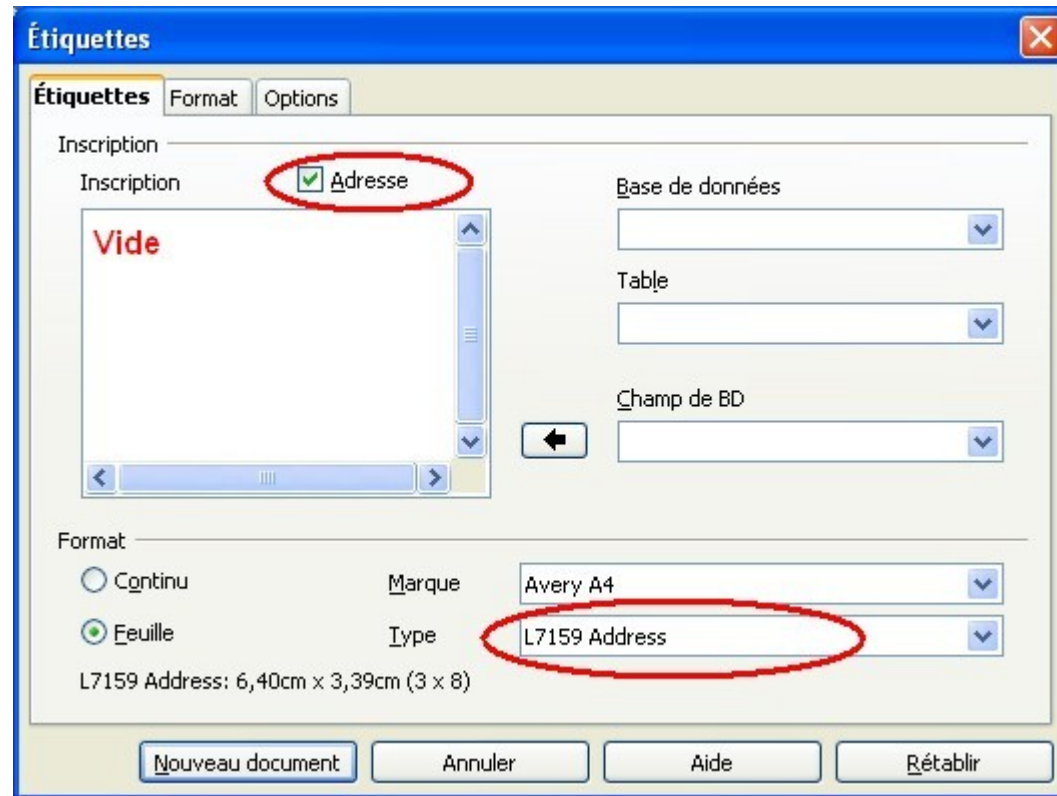 Étiquettes
Étiquettes Format Options
Inscription
Inscription Adresse
Vide
Base de données
Table
Champ de BD
Format
Continu Marque Avery A4
Feuille Type L7159 Address
L7159 Address: 6,40cm x 3,39cm (3 x 8)
Nouveau document Annuler Aide Rétablir